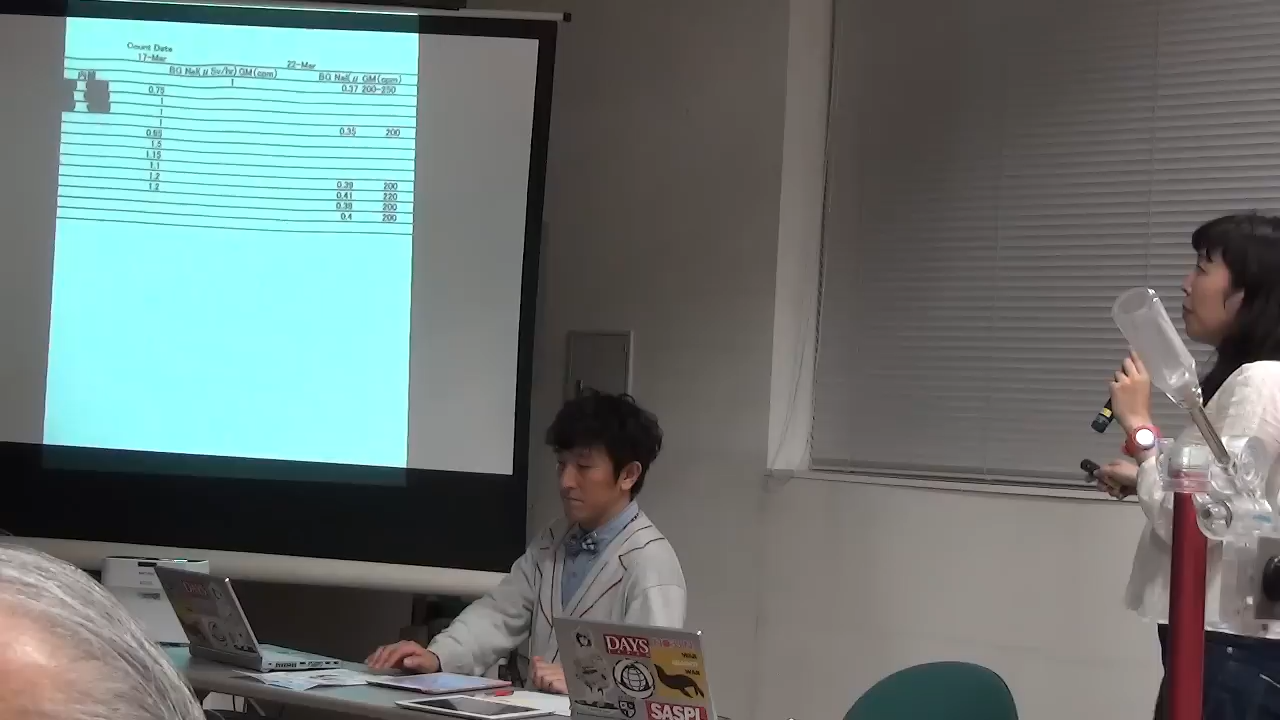 Count Date
17-Mar 22-Mar
BG NaI(μ Sv/hr) GM(cpm) BG NaI(μ GM(cpm)
1
0.75 0.37 200-250
1
1
1
0.85 0.35 200
1.5
1.15
1.1
1.2
1.2 0.39 200
0.41 220
0.38 200
0.4 200
DAYS
WAR
WAR
SASPL